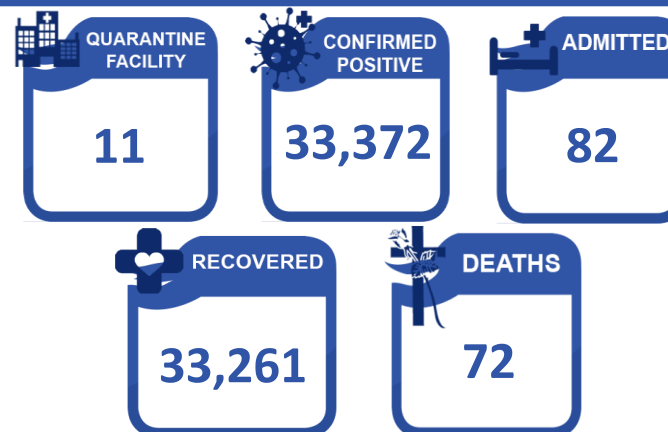 QUARANTINE
FACILITY
11
CONFIRMED
POSITIVE
33,372
ADMITTED
82
RECOVERED
33,261
DEATHS
72